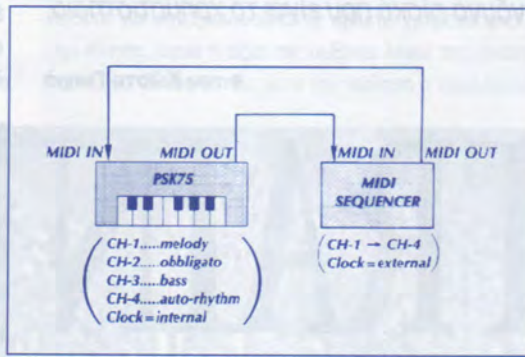 MIDI IN
MIDI OUT
MIDI IN
MIDI OUT
PSK75
MIDI
SEQUENCER
CH-1.....melody
CH-2.....obbligato
CH-3.....bass
CH-4.....auto-rhythm
Clock=internal
CH-1 → CH-4
Clock=external